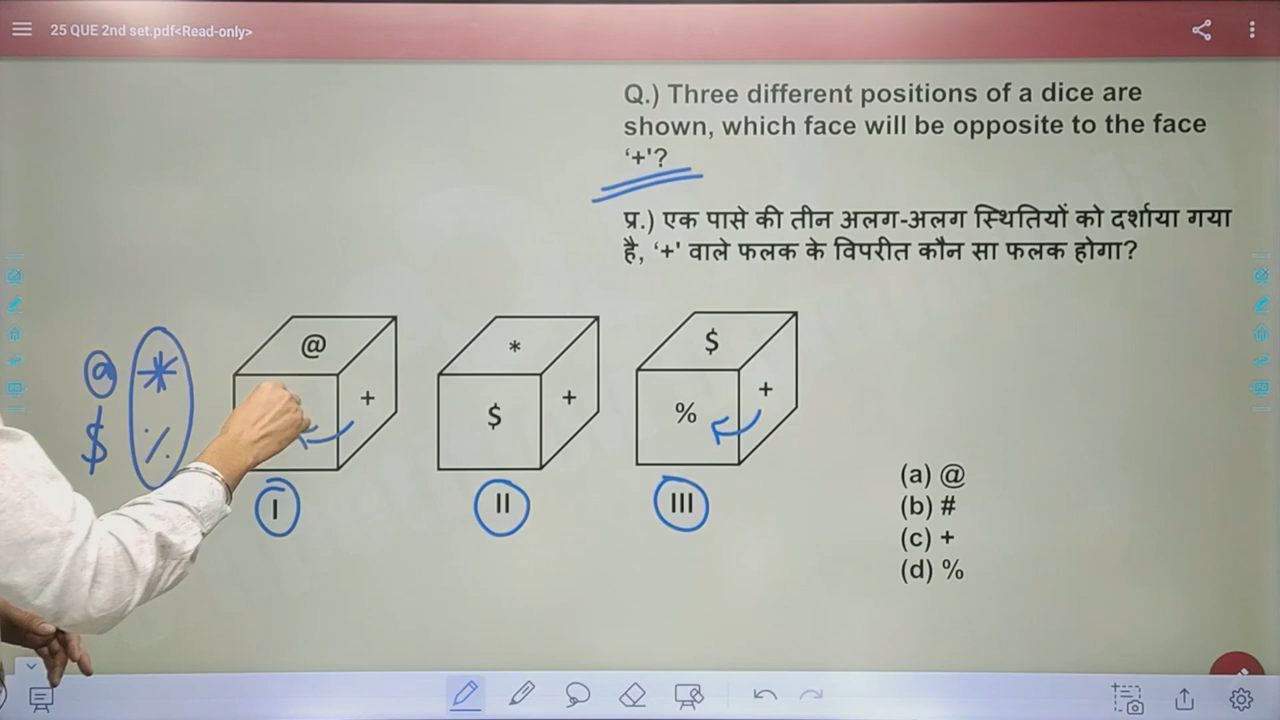 25 QUE 2nd set.pdf<Read-only>
Q.) Three different positions of a dice are
shown, which face will be opposite to the face
‘+'?
प्र.) एक पासे की तीन अलग-अलग स्थितियों को दर्शाया गया
है, ‘+' वाले फलक के विपरीत कौन सा फलक होगा?
@ *
$ %
@
+
I
*
$ +
II
$
% +
III
(a) @
(b) #
(c) +
(d) %